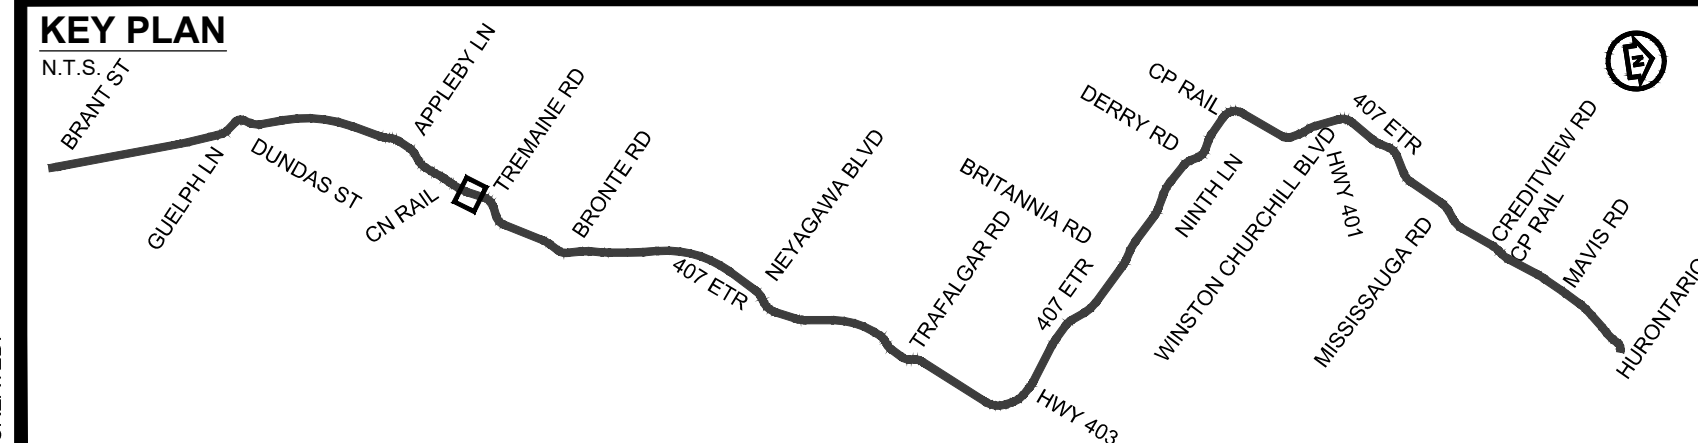 KEY PLAN
N.T.S.
BRANT ST
GUELPH LN
DUNDAS ST
APPLEBY LN
CN RAIL
TREMAINE RD
BRONTE RD
407 ETR
NEYAGAWA BLVD
TRAFALGAR RD
BRITANNIA RD
407 ETR
HWY 403
DERRY RD
CP RAIL
NINTH LN
WINSTON CHURCHILL BLVD
HWY 401
407 ETR
MISSISSAUGA RD
CREDITVIEW RD
CP RAIL
MAVIS RD
HURONTARIO
N